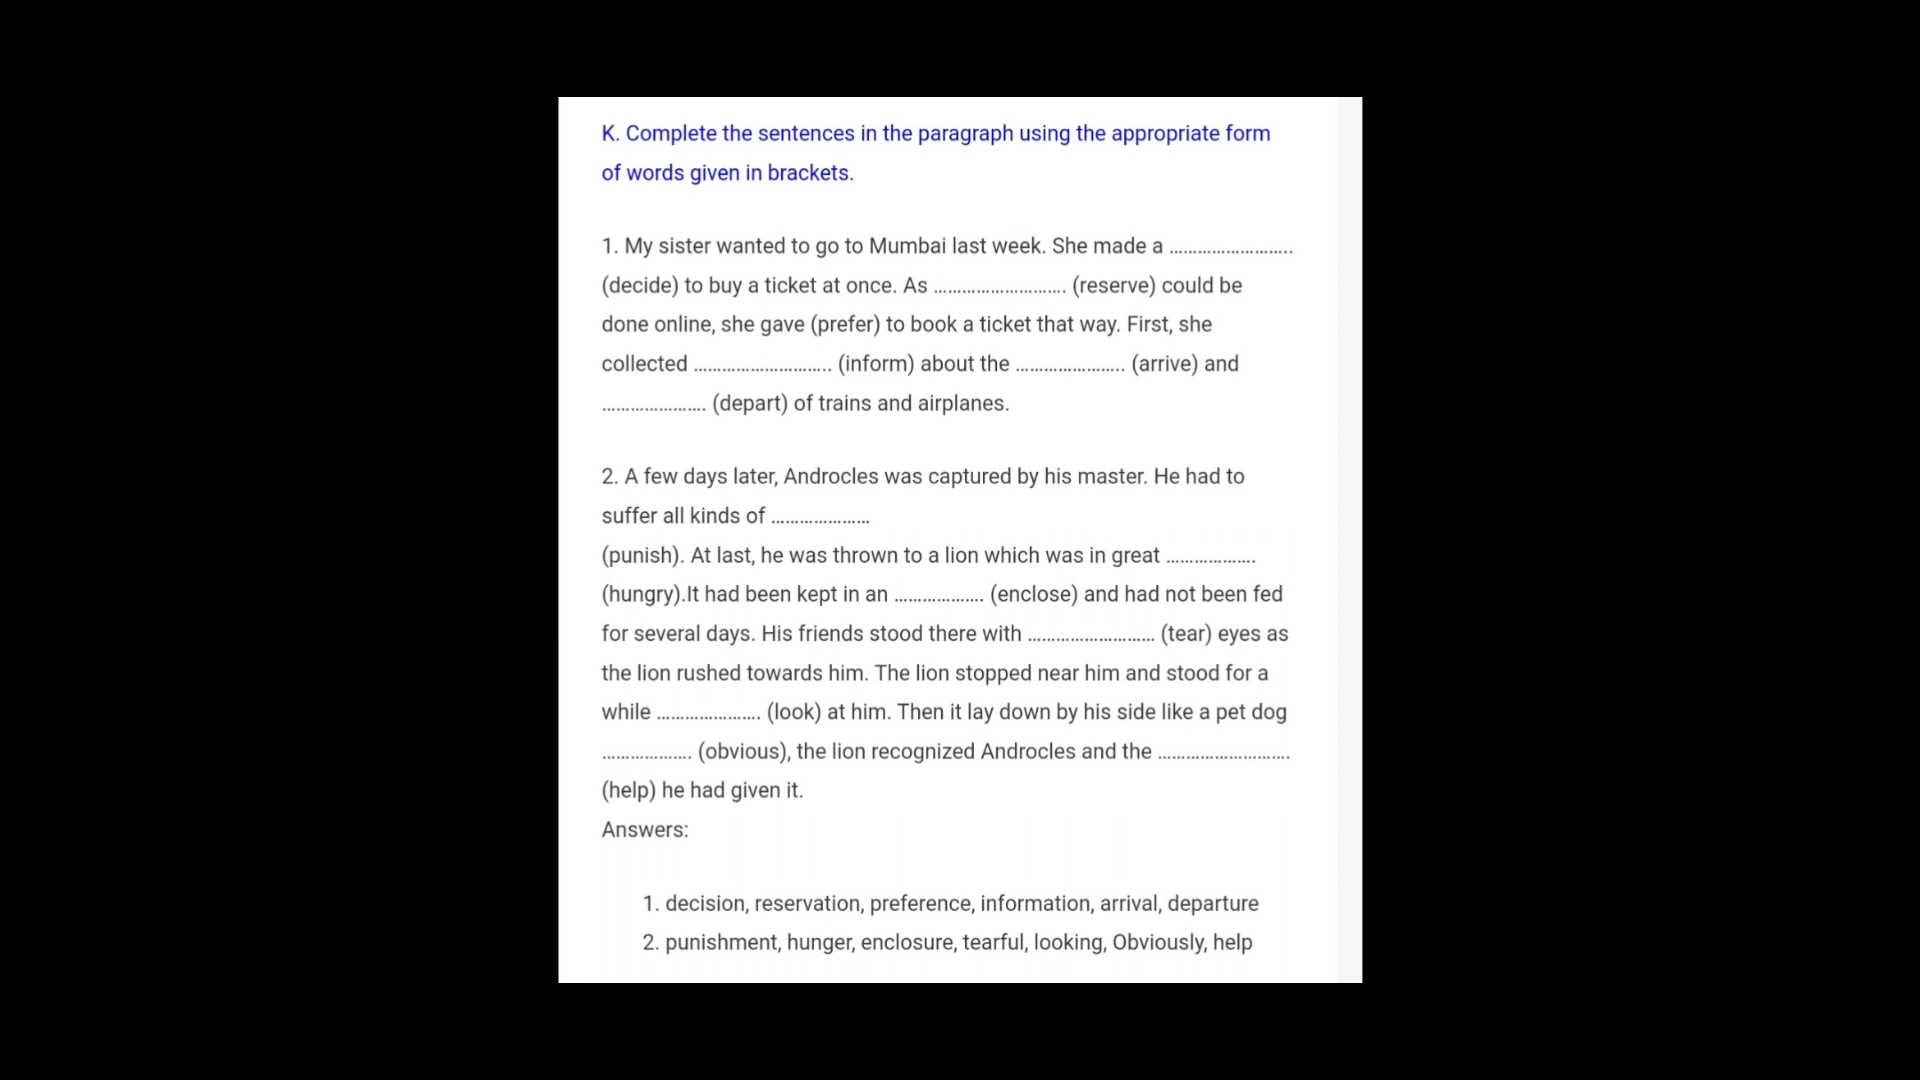 K. Complete the sentences in the paragraph using the appropriate form
of words given in brackets.
1. My sister wanted to go to Mumbai last week. She made a ……………………..
(decide) to buy a ticket at once. As ………………………. (reserve) could be
done online, she gave (prefer) to book a ticket that way. First, she
collected ……………………….. (inform) about the ………………….. (arrive) and
…………………. (depart) of trains and airplanes.
2. A few days later, Androcles was captured by his master. He had to
suffer all kinds of …………………
(punish). At last, he was thrown to a lion which was in great ……………….
(hungry).It had been kept in an ………………. (enclose) and had not been fed
for several days. His friends stood there with ……………………… (tear) eyes as
the lion rushed towards him. The lion stopped near him and stood for a
while …………………. (look) at him. Then it lay down by his side like a pet dog
………………. (obvious), the lion recognized Androcles and the ……………………….
(help) he had given it.
Answers:
1. decision, reservation, preference, information, arrival, departure
2. punishment, hunger, enclosure, tearful, looking, Obviously, help